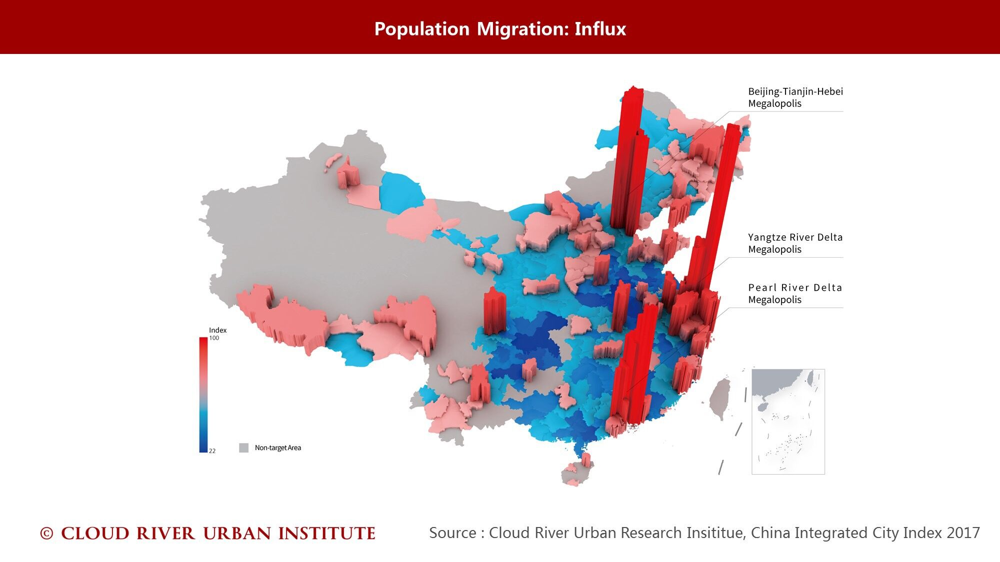 Population Migration: Influx
Beijing-Tianjin-Hebei
Megalopolis
Yangtze River Delta
Megalopolis
Pearl River Delta
Megalopolis
Index
100
22
Non-target Area
© CLOUD RIVER URBAN INSTITUTE
Source : Cloud River Urban Research Insititue, China Integrated City Index 2017